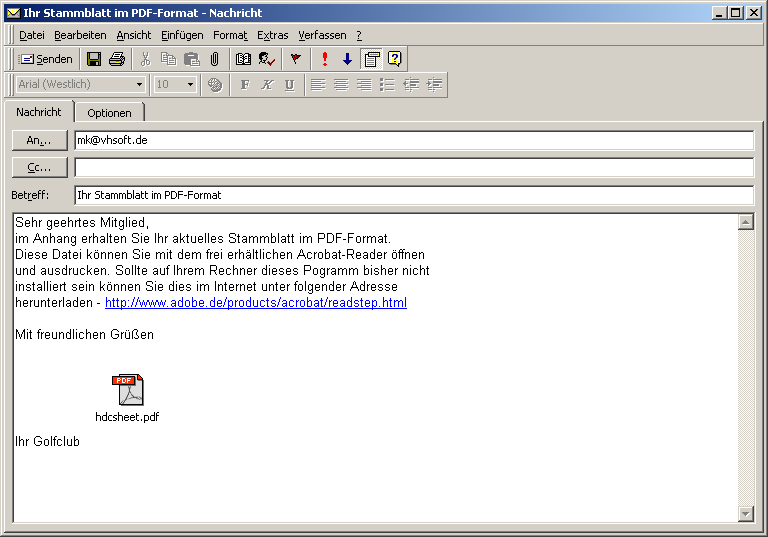 Ihr Stammblatt im PDF-Format - Nachricht
Datei Bearbeiten Ansicht Einfügen Format Extras Verfassen ?
Senden
Arial (Westlich) 10 F K U
Nachricht Optionen
An... mk@vhsoft.de
Cc...
Betreff: Ihr Stammblatt im PDF-Format
Sehr geehrtes Mitglied,
im Anhang erhalten Sie Ihr aktuelles Stammblatt im PDF-Format.
Diese Datei können Sie mit dem frei erhältlichen Acrobat-Reader öffnen
und ausdrucken. Sollte auf Ihrem Rechner dieses Pogramm bisher nicht
installiert sein können Sie dies im Internet unter folgender Adresse
herunterladen - http://www.adobe.de/products/acrobat/readstep.html
Mit freundlichen Grüßen
PDF
hdcsheet.pdf
Ihr Golfclub